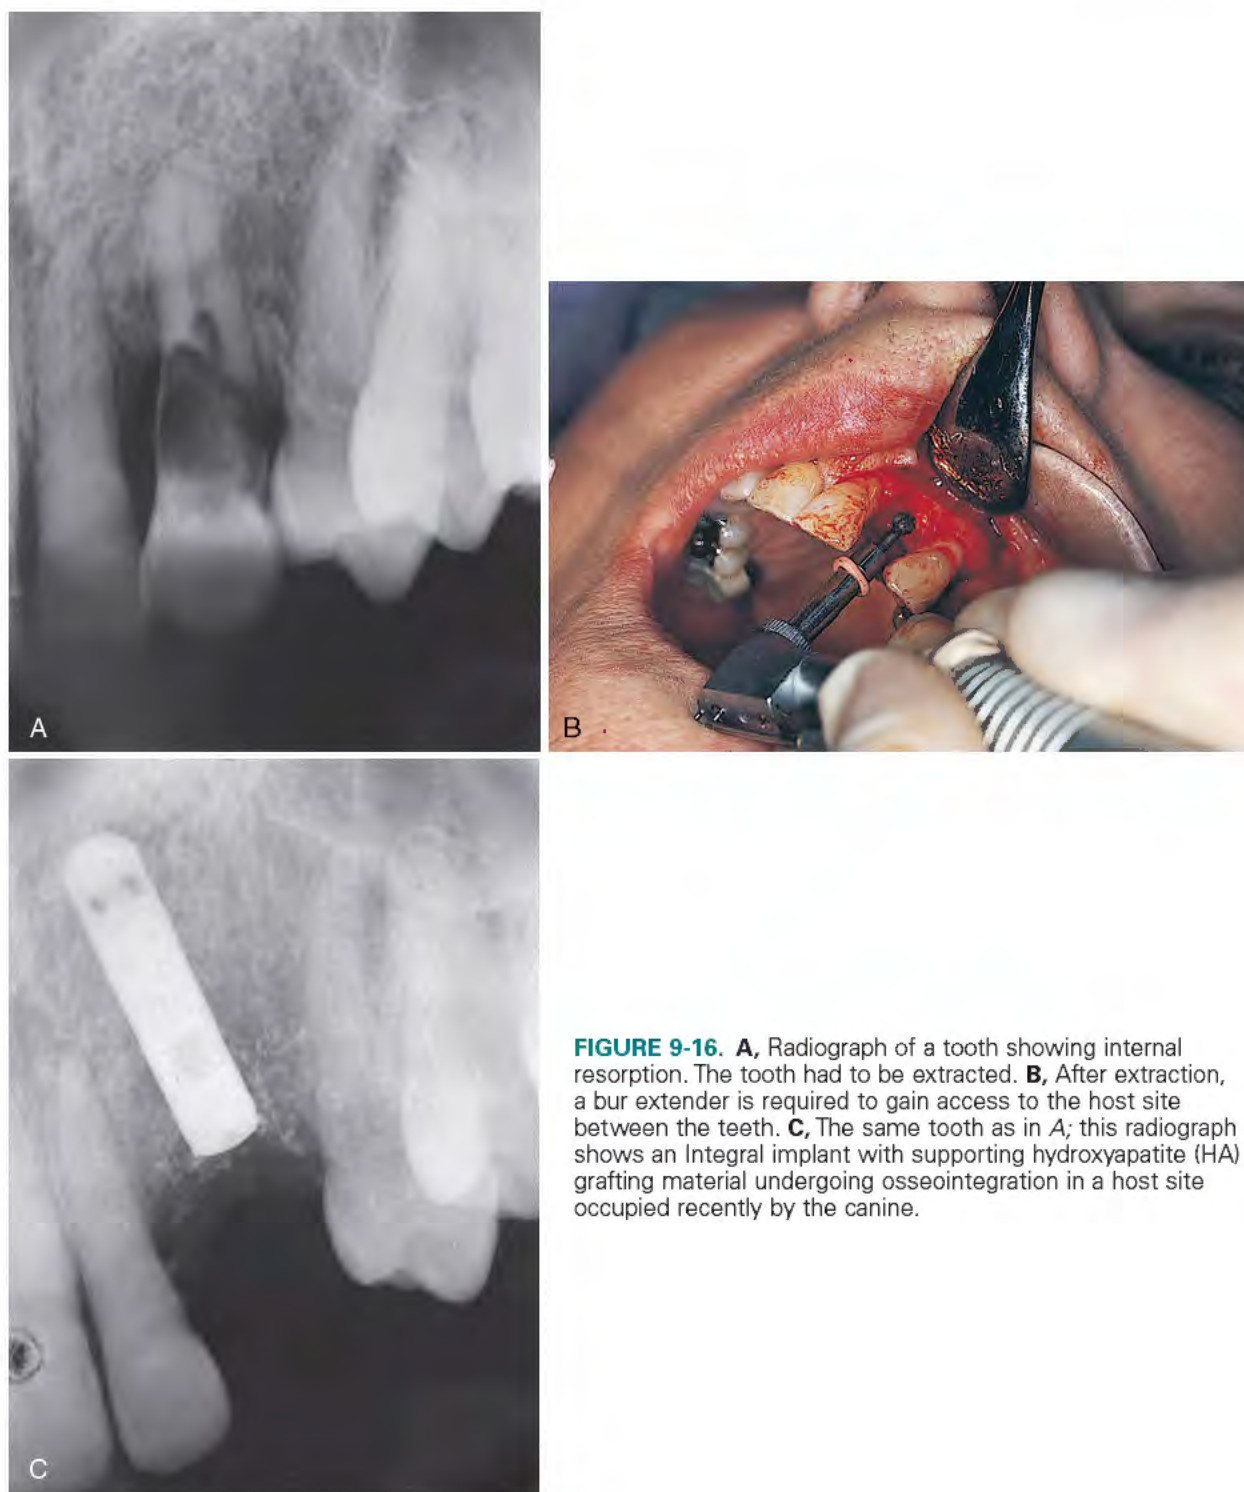 A
B
C
FIGURE 9-16. A, Radiograph of a tooth showing internal
resorption. The tooth had to be extracted. B, After extraction,
a bur extender is required to gain access to the host site
between the teeth. C, The same tooth as in A; this radiograph
shows an Integral implant with supporting hydroxyapatite (HA)
grafting material undergoing osseointegration in a host site
occupied recently by the canine.